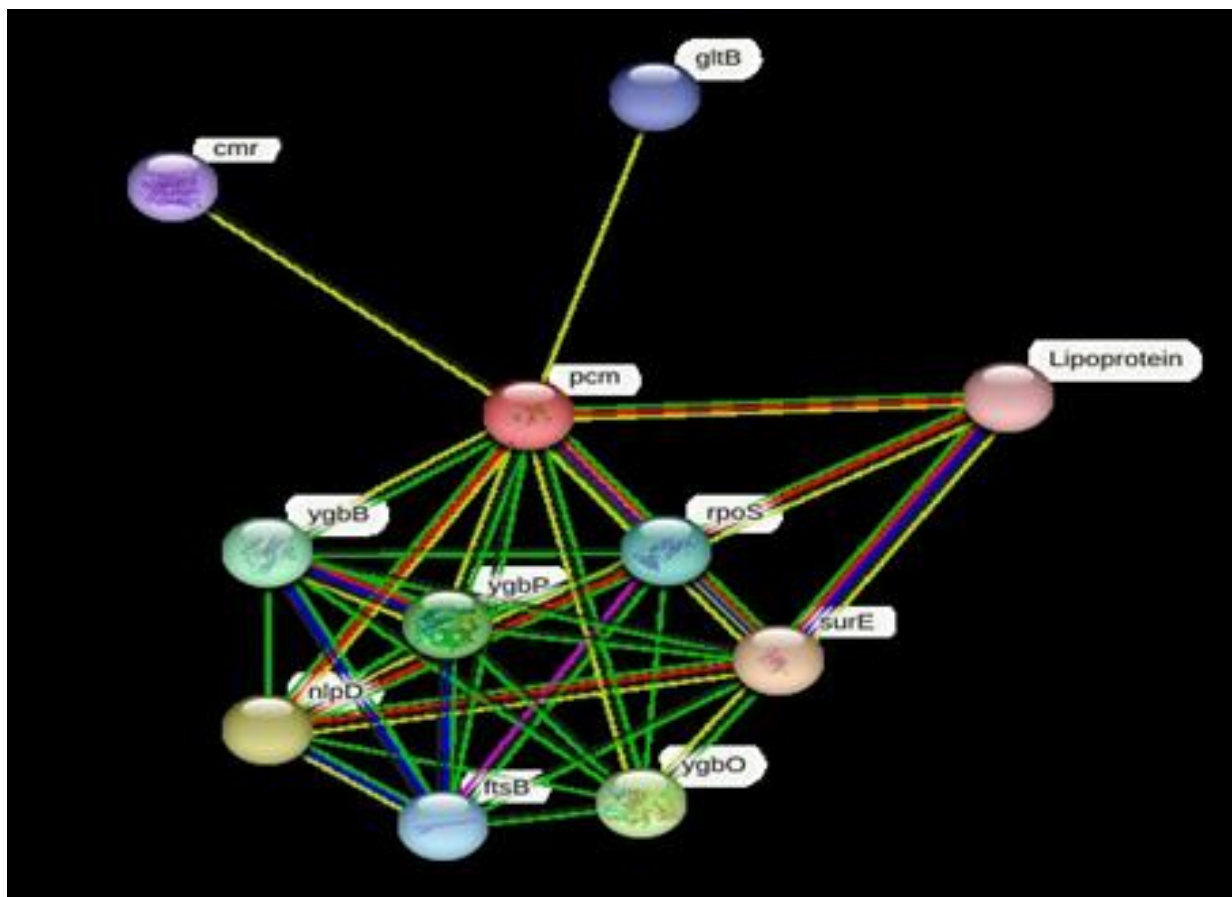 gltB
cmr
Lipoprotein
pcm
ygbB
rpoS
ygbP
surE
nlpD
ygbO
ftsB